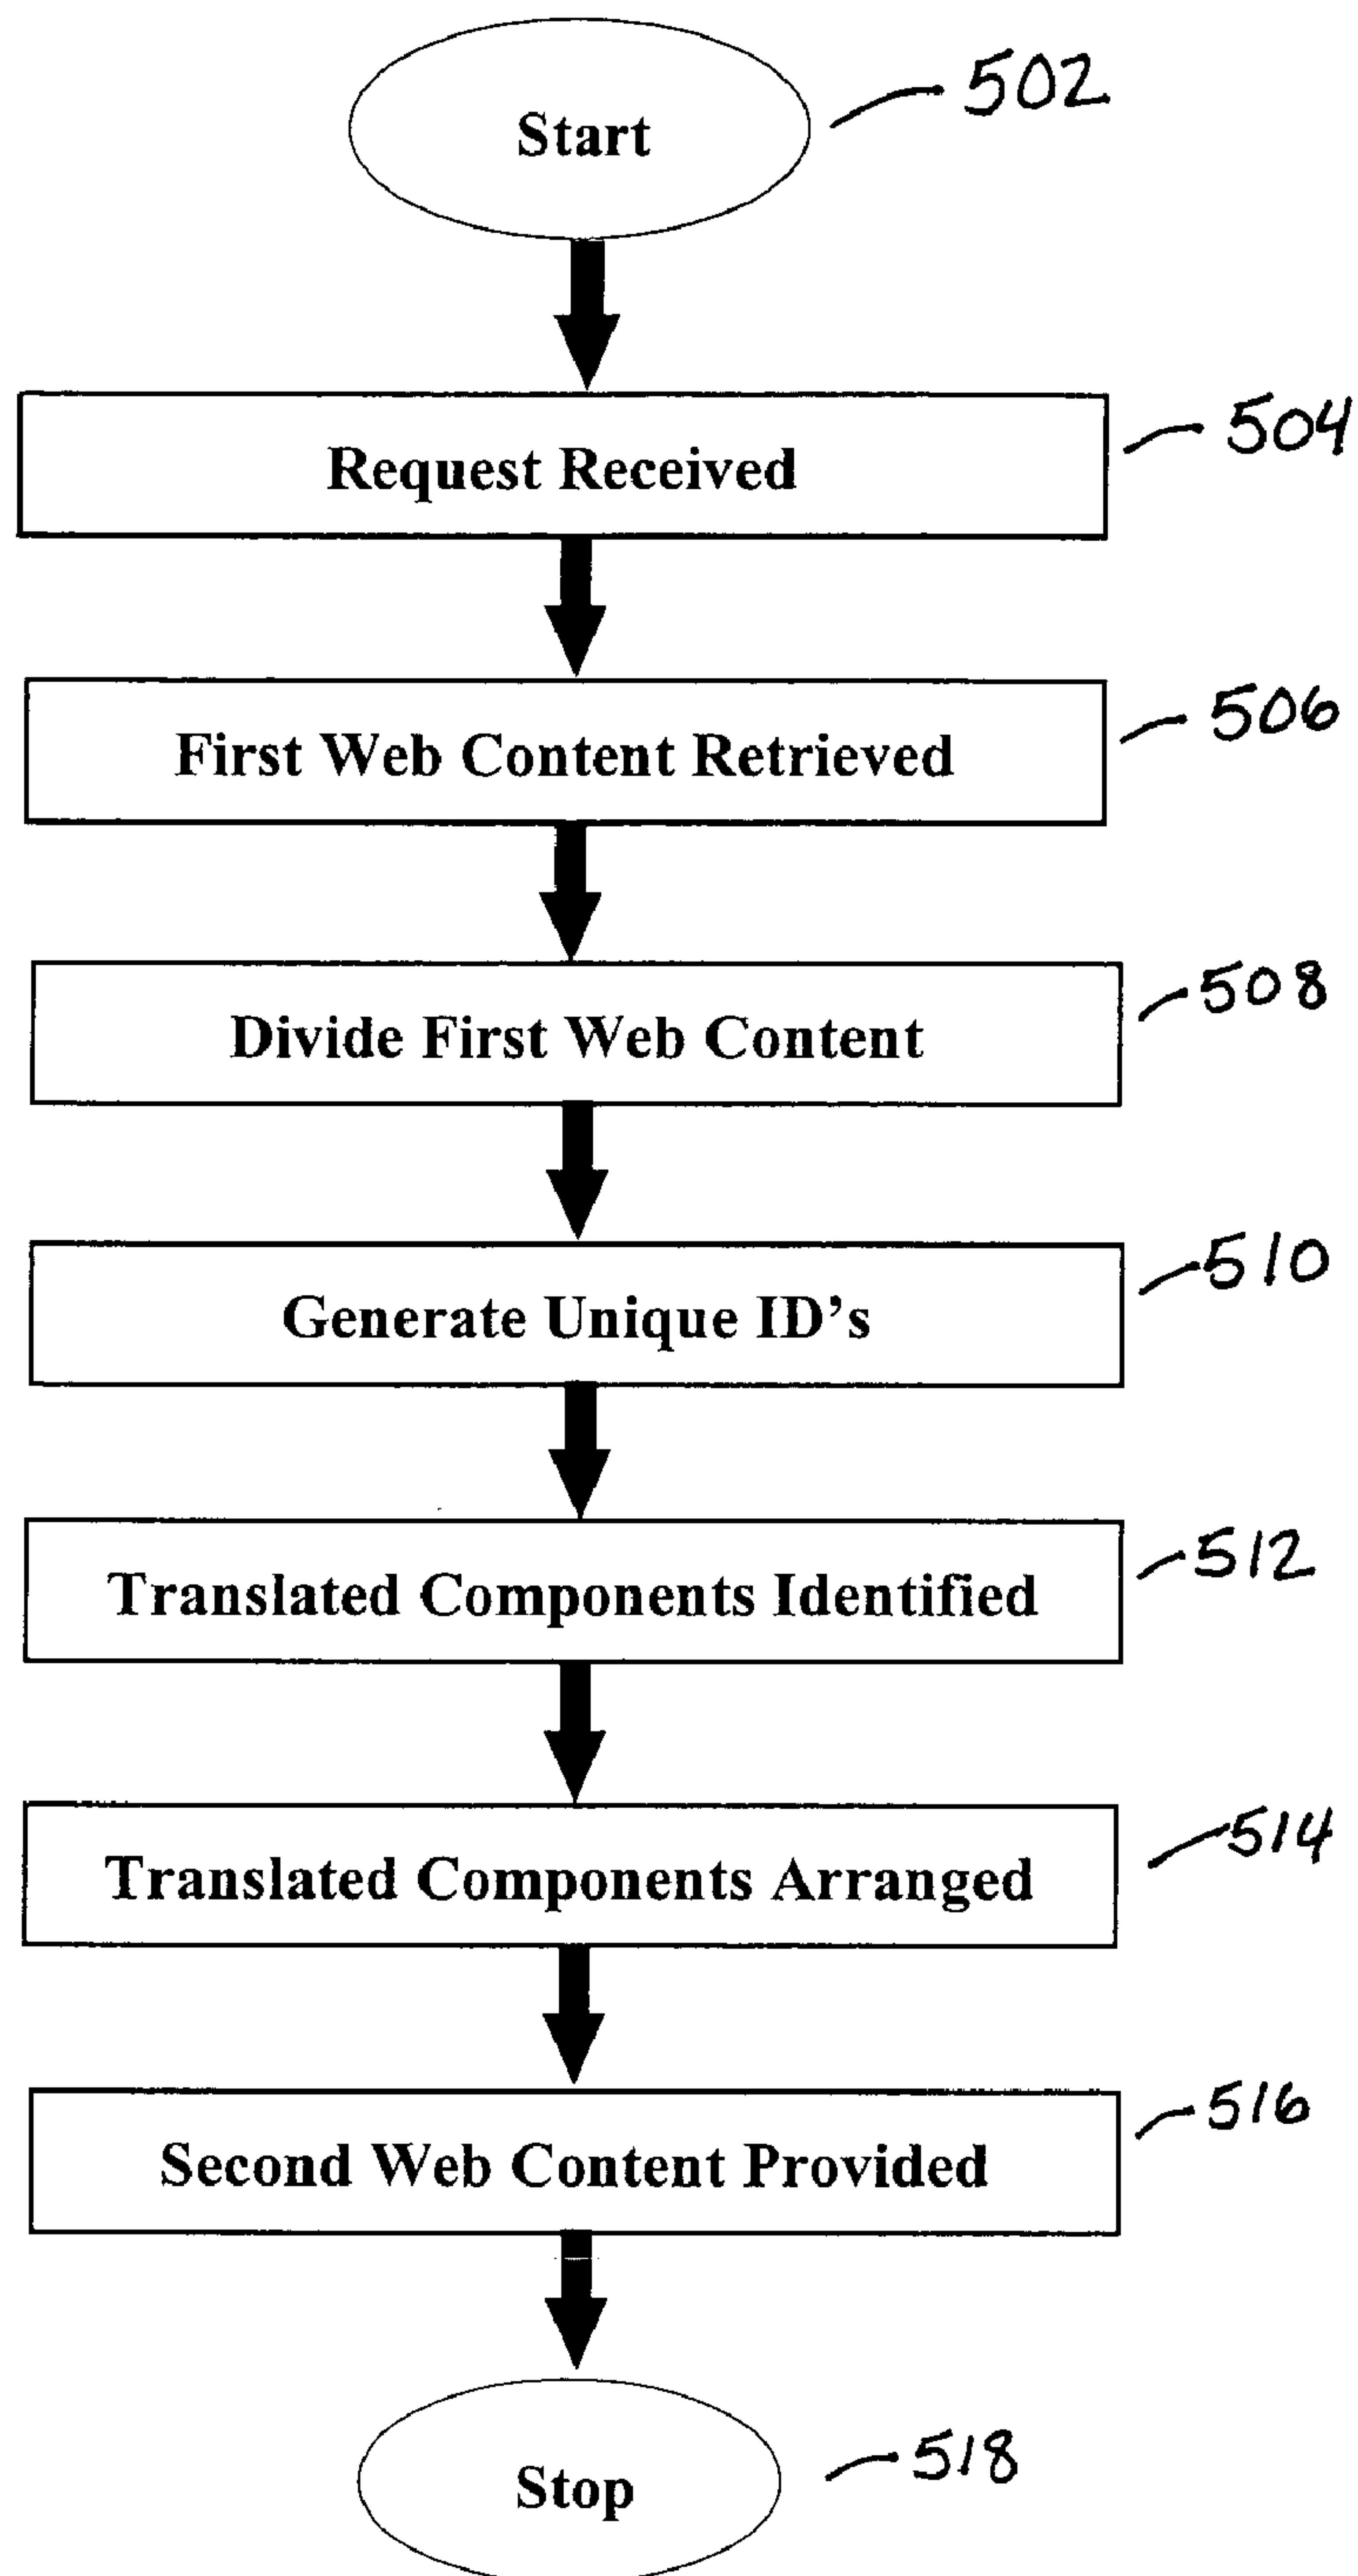 Start
502
Request Received
504
First Web Content Retrieved
506
Divide First Web Content
508
Generate Unique ID’s
510
Translated Components Identified
512
Translated Components Arranged
514
Second Web Content Provided
516
Stop
518